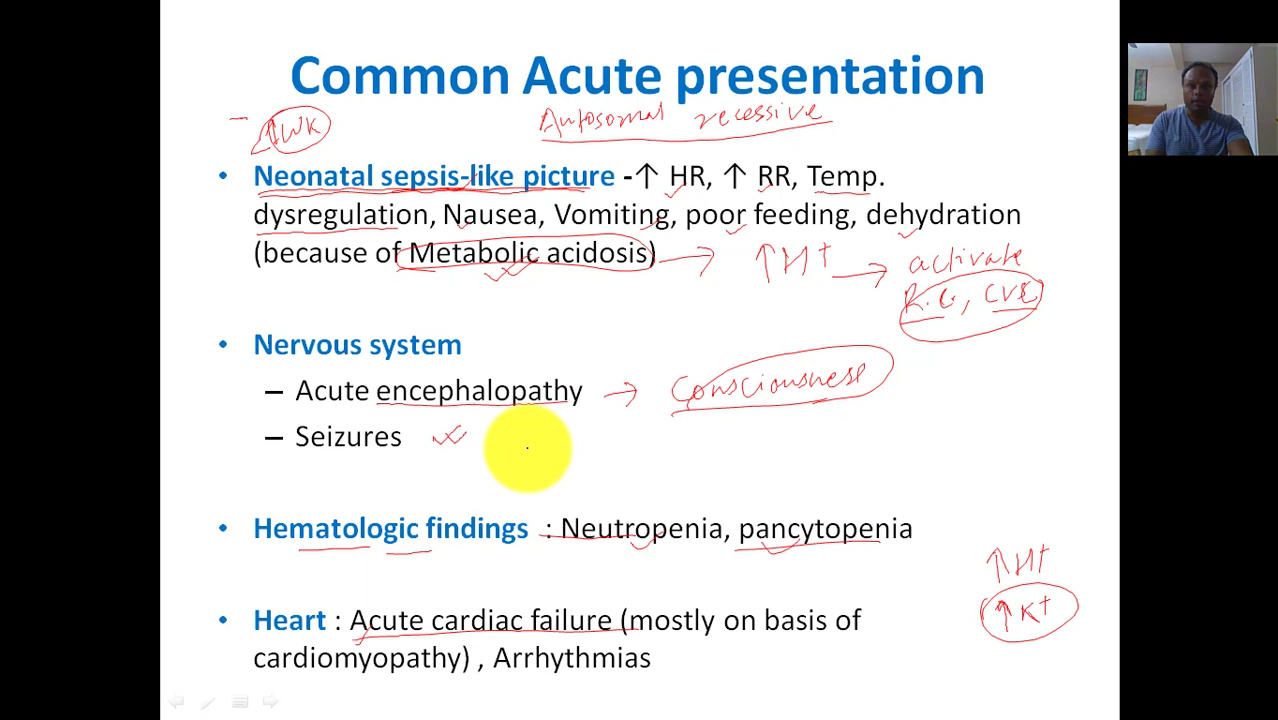 Common Acute presentation
Autosomal recessive
↑ 1WK
• Neonatal sepsis-like picture -↑ HR, ↑ RR, Temp.
dysregulation, Nausea, Vomiting, poor feeding, dehydration
(because of Metabolic acidosis) → ↑H+ → activate
R.C, CVC
• Nervous system
– Acute encephalopathy → Consciousness
– Seizures
• Hematologic findings : Neutropenia, pancytopenia
↑H+
↑K+
• Heart : Acute cardiac failure (mostly on basis of
cardiomyopathy) , Arrhythmias